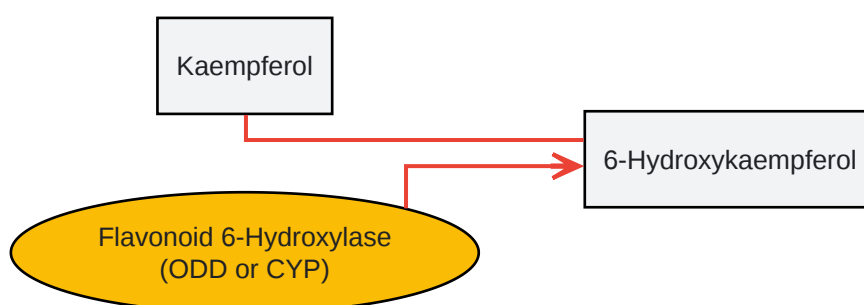 Kaempferol
6-Hydroxykaempferol
Flavonoid 6-Hydroxylase
(ODD or CYP)